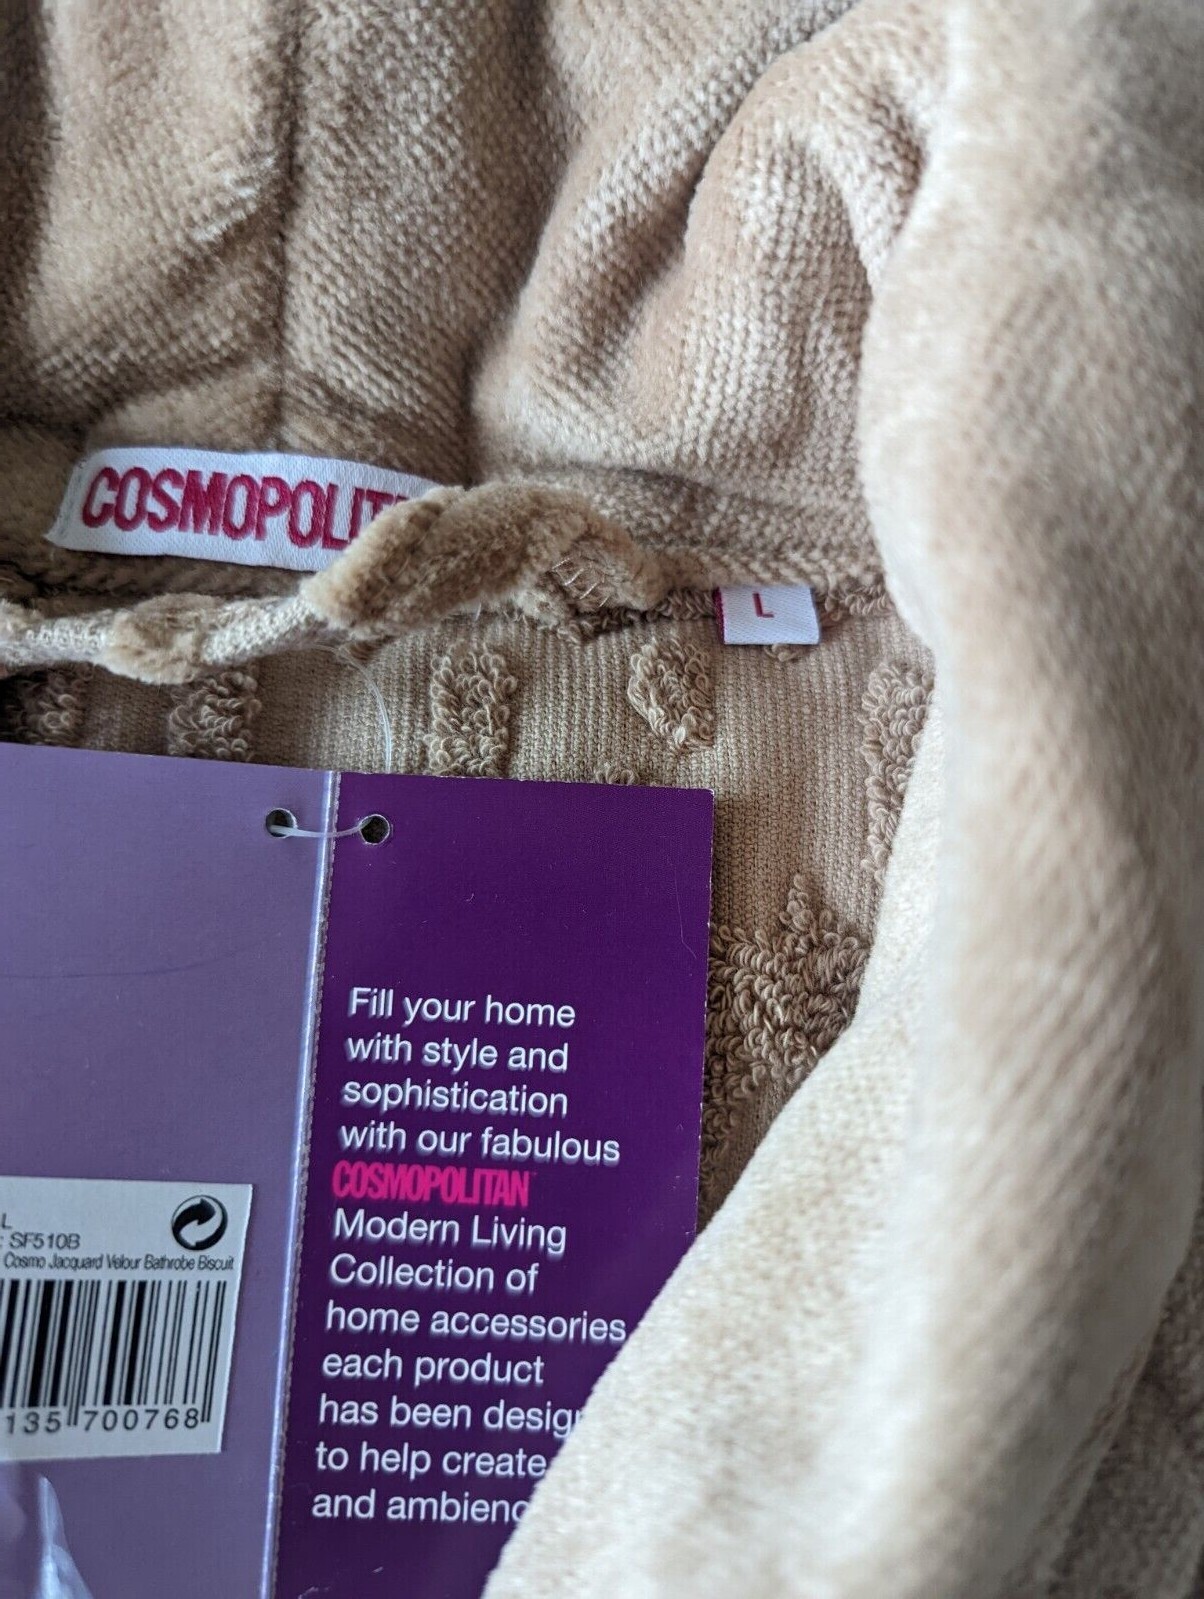 COSMOPOLIT
L
Fill your home
with style and
sophistication
with our fabulous
COSMOPOLITAN™
Modern Living
Collection of
home accessories
each product
has been desig
to help create
and ambienc
L
: SF510B
Cosmo Jacquard Velour Bathrobe Biscuit
135 700768